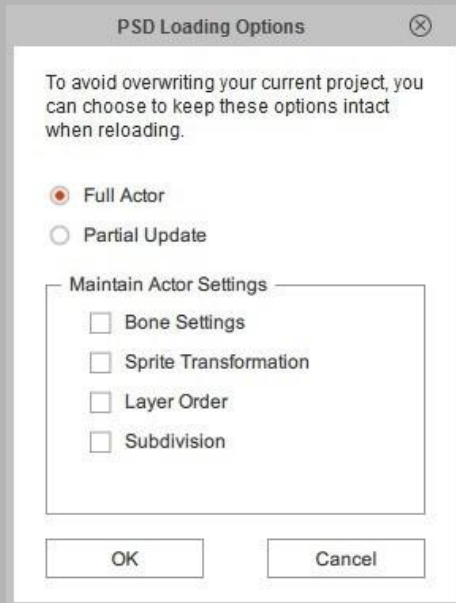 PSD Loading Options
To avoid overwriting your current project, you
can choose to keep these options intact
when reloading.
Full Actor
Partial Update
Maintain Actor Settings
Bone Settings
Sprite Transformation
Layer Order
Subdivision
OK
Cancel